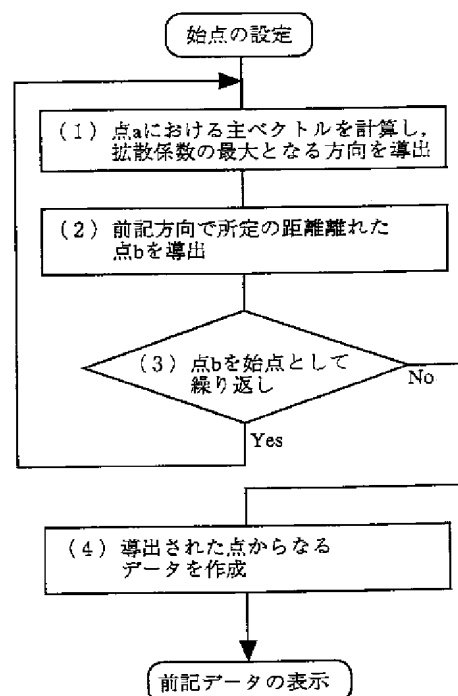 始点の設定
(1)点aにおける主ベクトルを計算し,
拡散係数の最大となる方向を導出
(2)前記方向で所定の距離離れた
点bを導出
(3)点bを始点として
繰り返し
No
Yes
(4)導出された点からなる
データを作成
前記データの表示